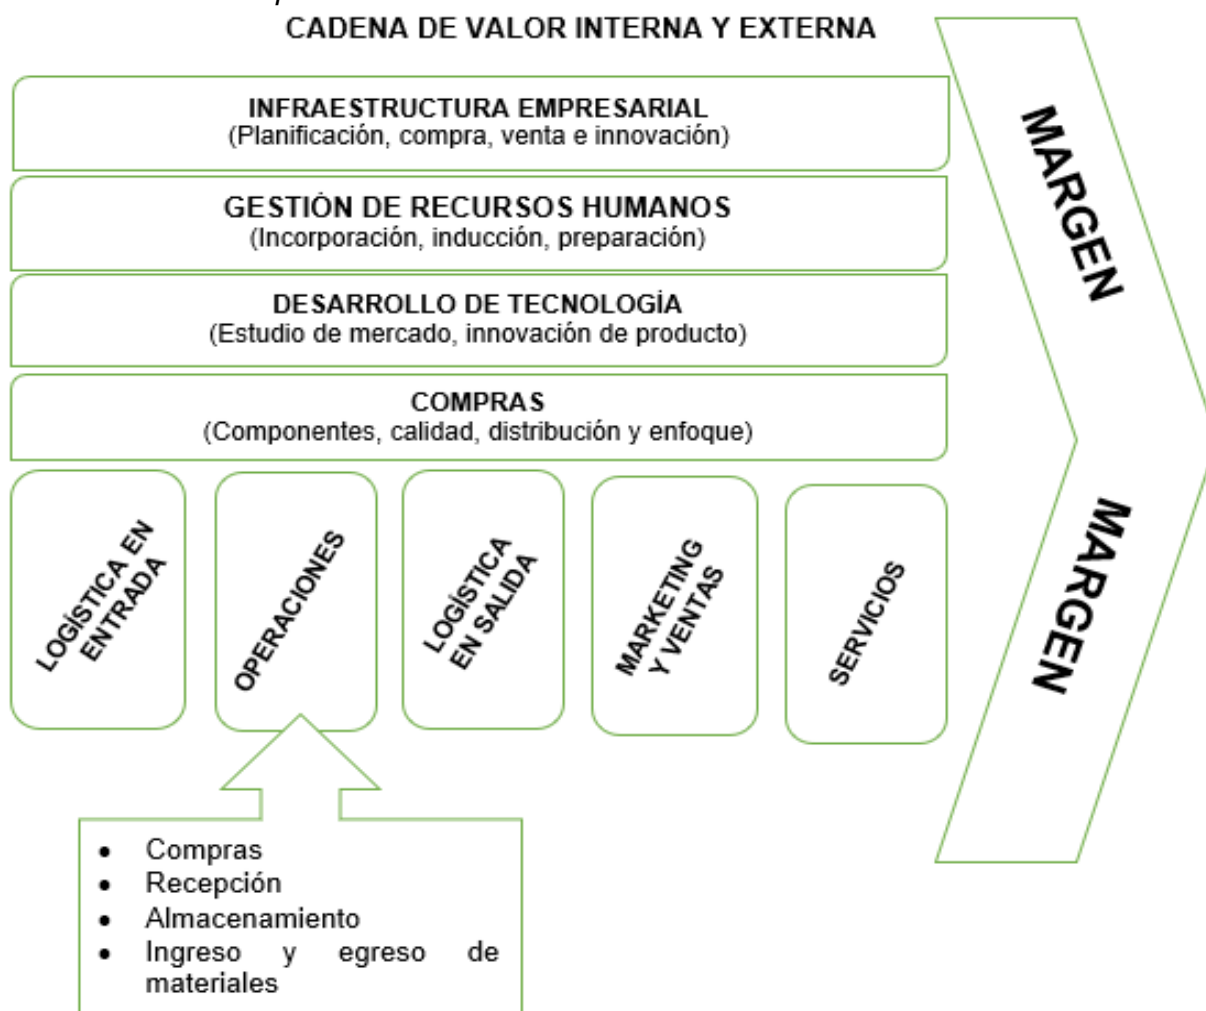 CADENA DE VALOR INTERNA Y EXTERNA
INFRAESTRUCTURA EMPRESARIAL
(Planificación, compra, venta e innovación)
GESTIÓN DE RECURSOS HUMANOS
(Incorporación, inducción, preparación)
DESARROLLO DE TECNOLOGÍA
(Estudio de mercado, innovación de producto)
COMPRAS
(Componentes, calidad, distribución y enfoque)
LOGÍSTICA EN
ENTRADA
OPERACIONES
LOGÍSTICA
EN SALIDA
MARKETING
Y VENTAS
SERVICIOS
MARGEN
MARGEN
• Compras
• Recepción
• Almacenamiento
• Ingreso y egreso de
materiales